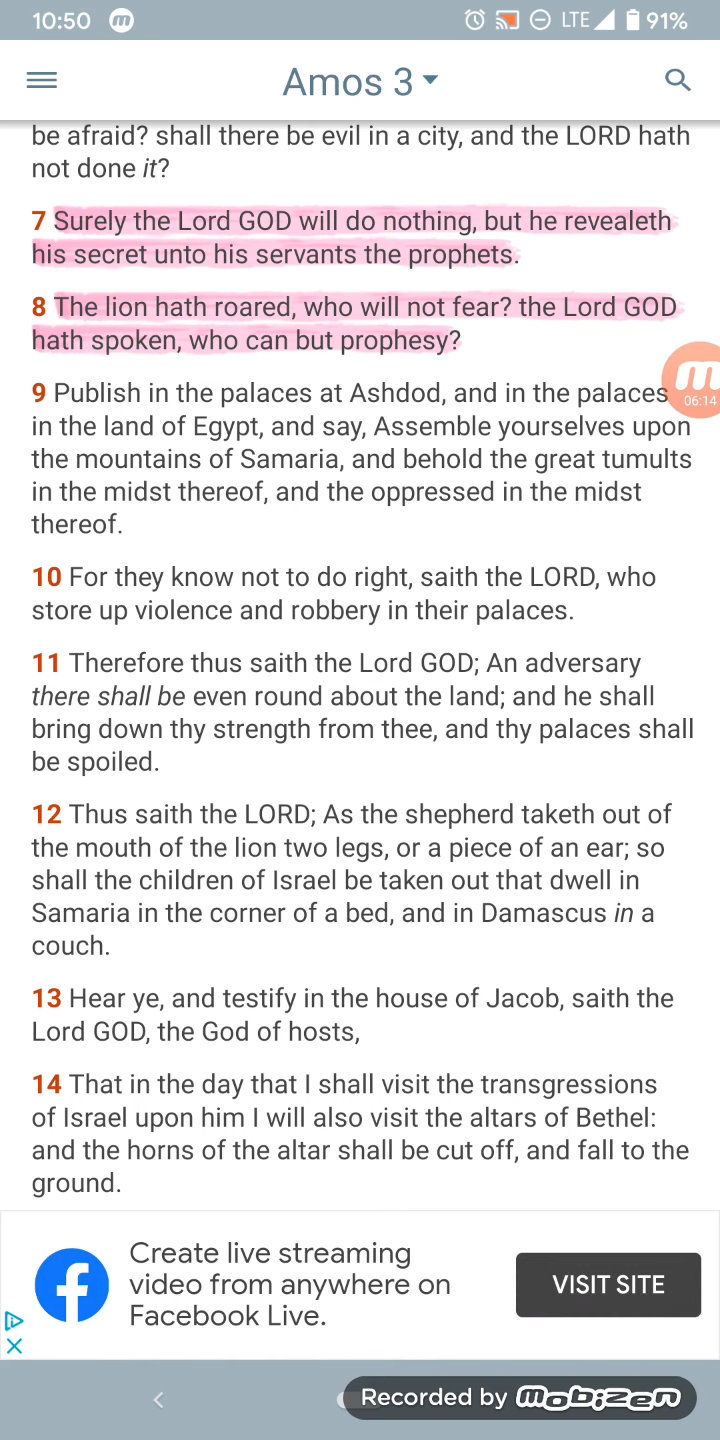 10:50 m LTE 91%
Amos 3
be afraid? shall there be evil in a city, and the LORD hath
not done it?
7 Surely the Lord GOD will do nothing, but he revealeth
his secret unto his servants the prophets.
8 The lion hath roared, who will not fear? the Lord GOD
hath spoken, who can but prophesy?
9 Publish in the palaces at Ashdod, and in the palaces
in the land of Egypt, and say, Assemble yourselves upon
the mountains of Samaria, and behold the great tumults
in the midst thereof, and the oppressed in the midst
thereof.
m
06:14
10 For they know not to do right, saith the LORD, who
store up violence and robbery in their palaces.
11 Therefore thus saith the Lord GOD; An adversary
there shall be even round about the land; and he shall
bring down thy strength from thee, and thy palaces shall
be spoiled.
12 Thus saith the LORD; As the shepherd taketh out of
the mouth of the lion two legs, or a piece of an ear; so
shall the children of Israel be taken out that dwell in
Samaria in the corner of a bed, and in Damascus in a
couch.
13 Hear ye, and testify in the house of Jacob, saith the
Lord GOD, the God of hosts,
14 That in the day that I shall visit the transgressions
of Israel upon him I will also visit the altars of Bethel:
and the horns of the altar shall be cut off, and fall to the
ground.
Create live streaming
video from anywhere on
Facebook Live.
VISIT SITE
Recorded by Mobizen